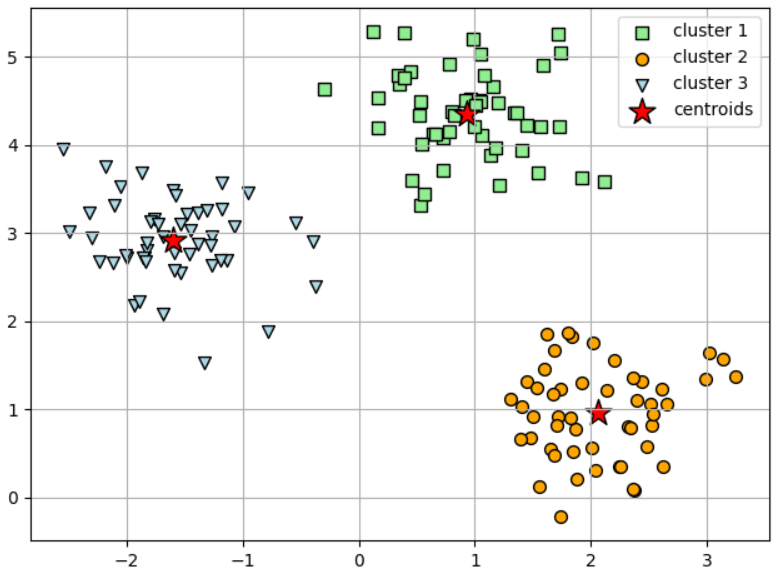 cluster 1
cluster 2
cluster 3
centroids
5
4
3
2
1
0
−2 −1 0 1 2 3